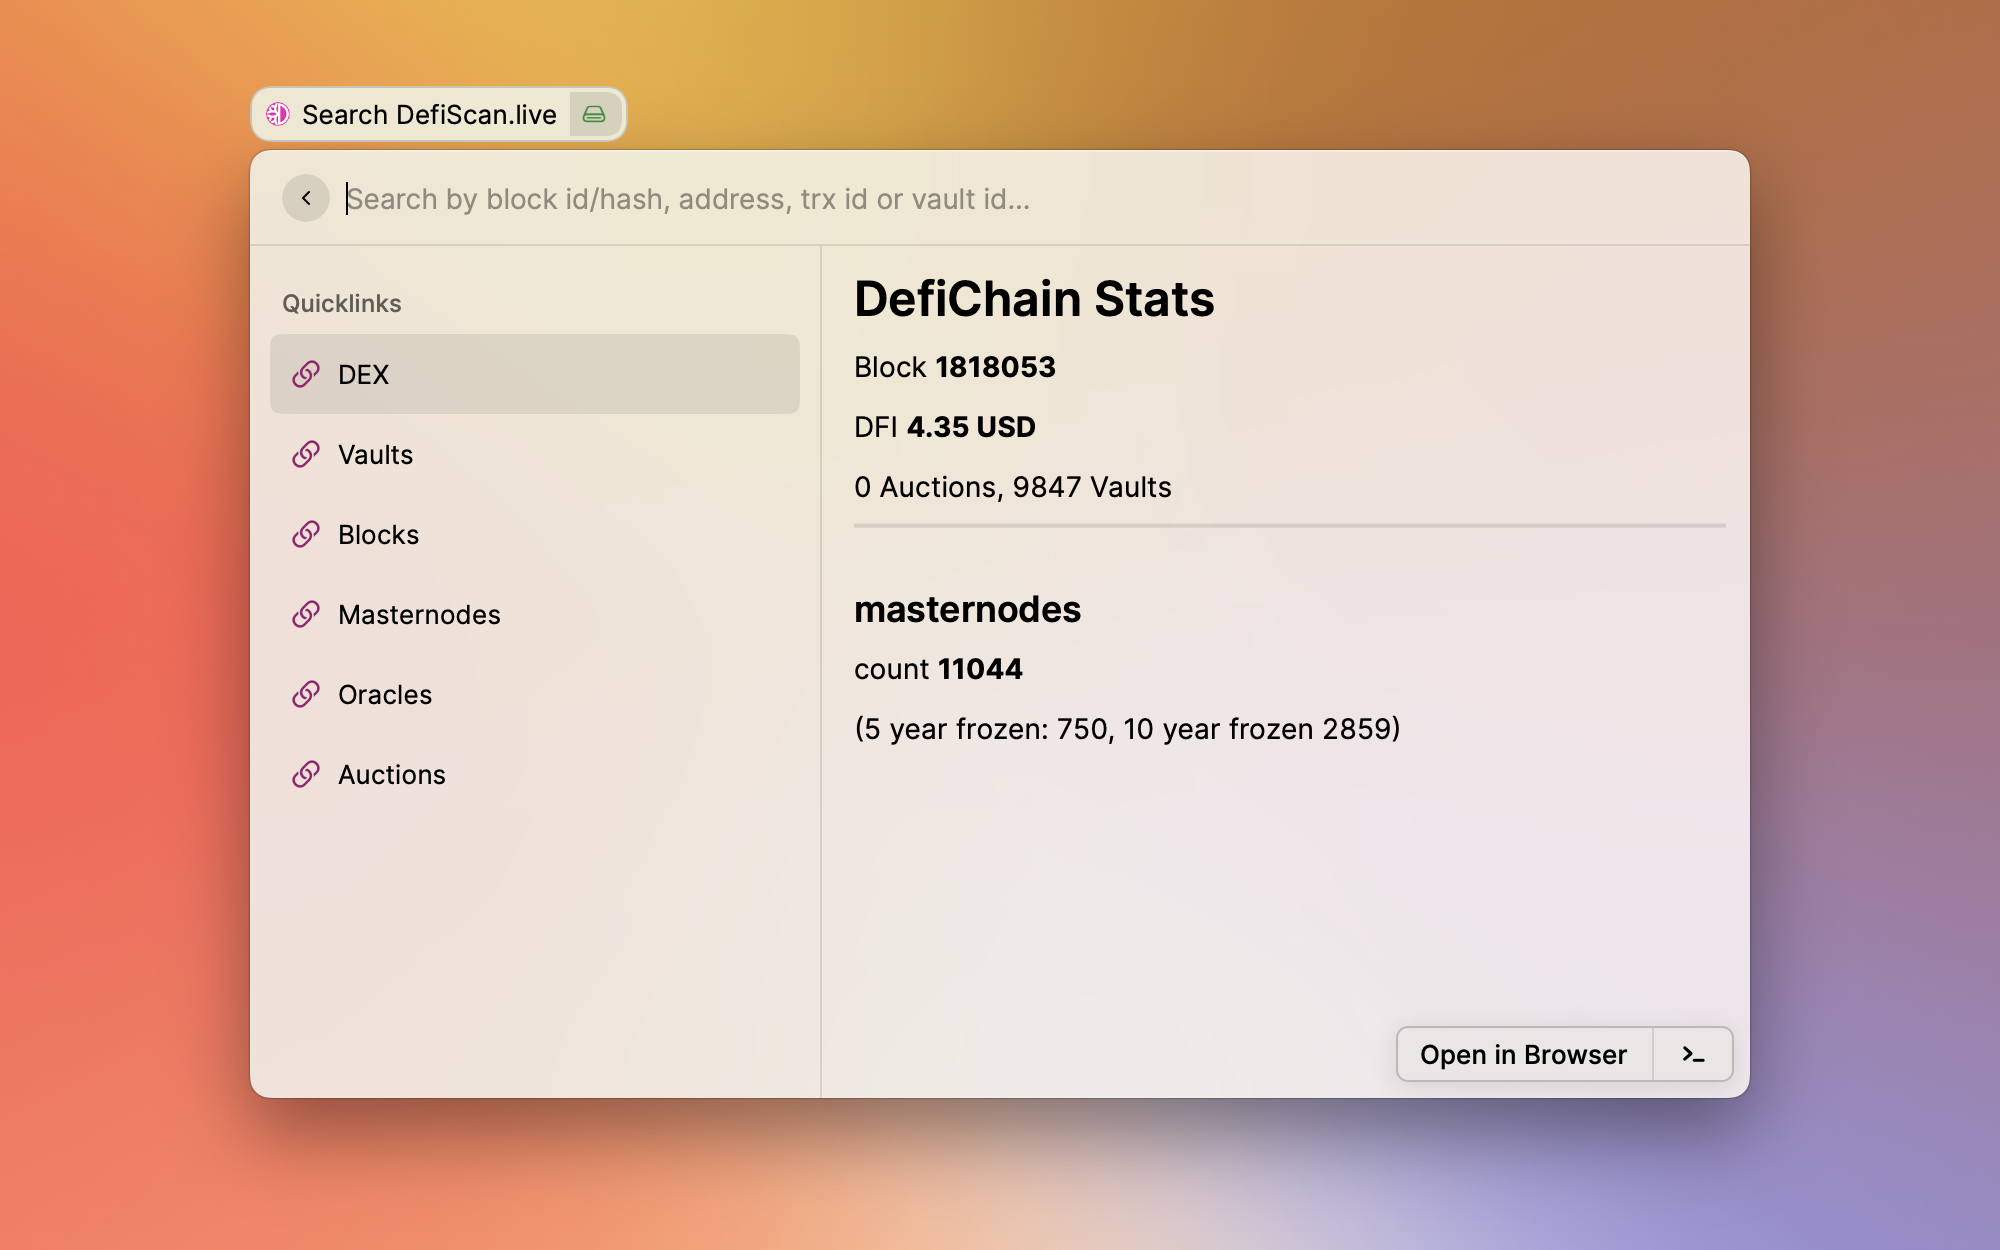 Search DefiScan.live
Search by block id/hash, address, trx id or vault id...
Quicklinks
DEX
Vaults
Blocks
Masternodes
Oracles
Auctions
DefiChain Stats
Block 1818053
DFI 4.35 USD
0 Auctions, 9847 Vaults
masternodes
count 11044
(5 year frozen: 750, 10 year frozen 2859)
Open in Browser